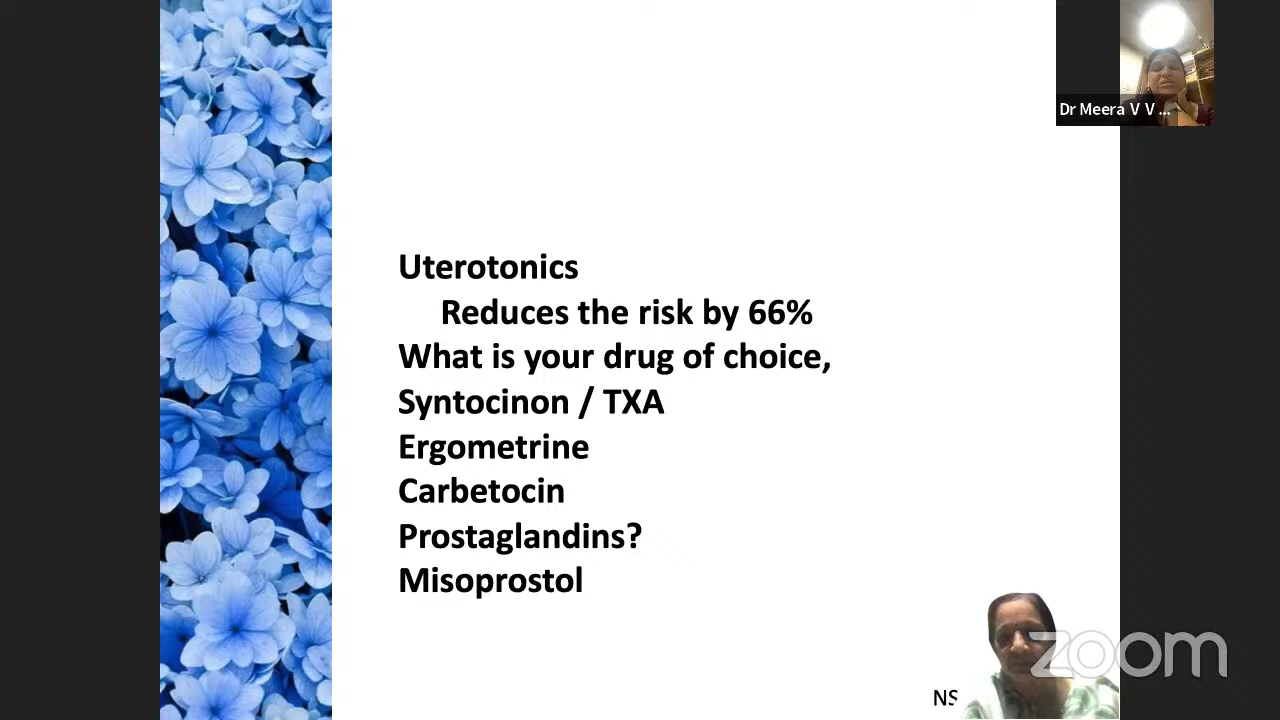 Dr Meera V V ...
Uterotonics
Reduces the risk by 66%
What is your drug of choice,
Syntocinon / TXA
Ergometrine
Carbetocin
Prostaglandins?
Misoprostol
zoom
NS